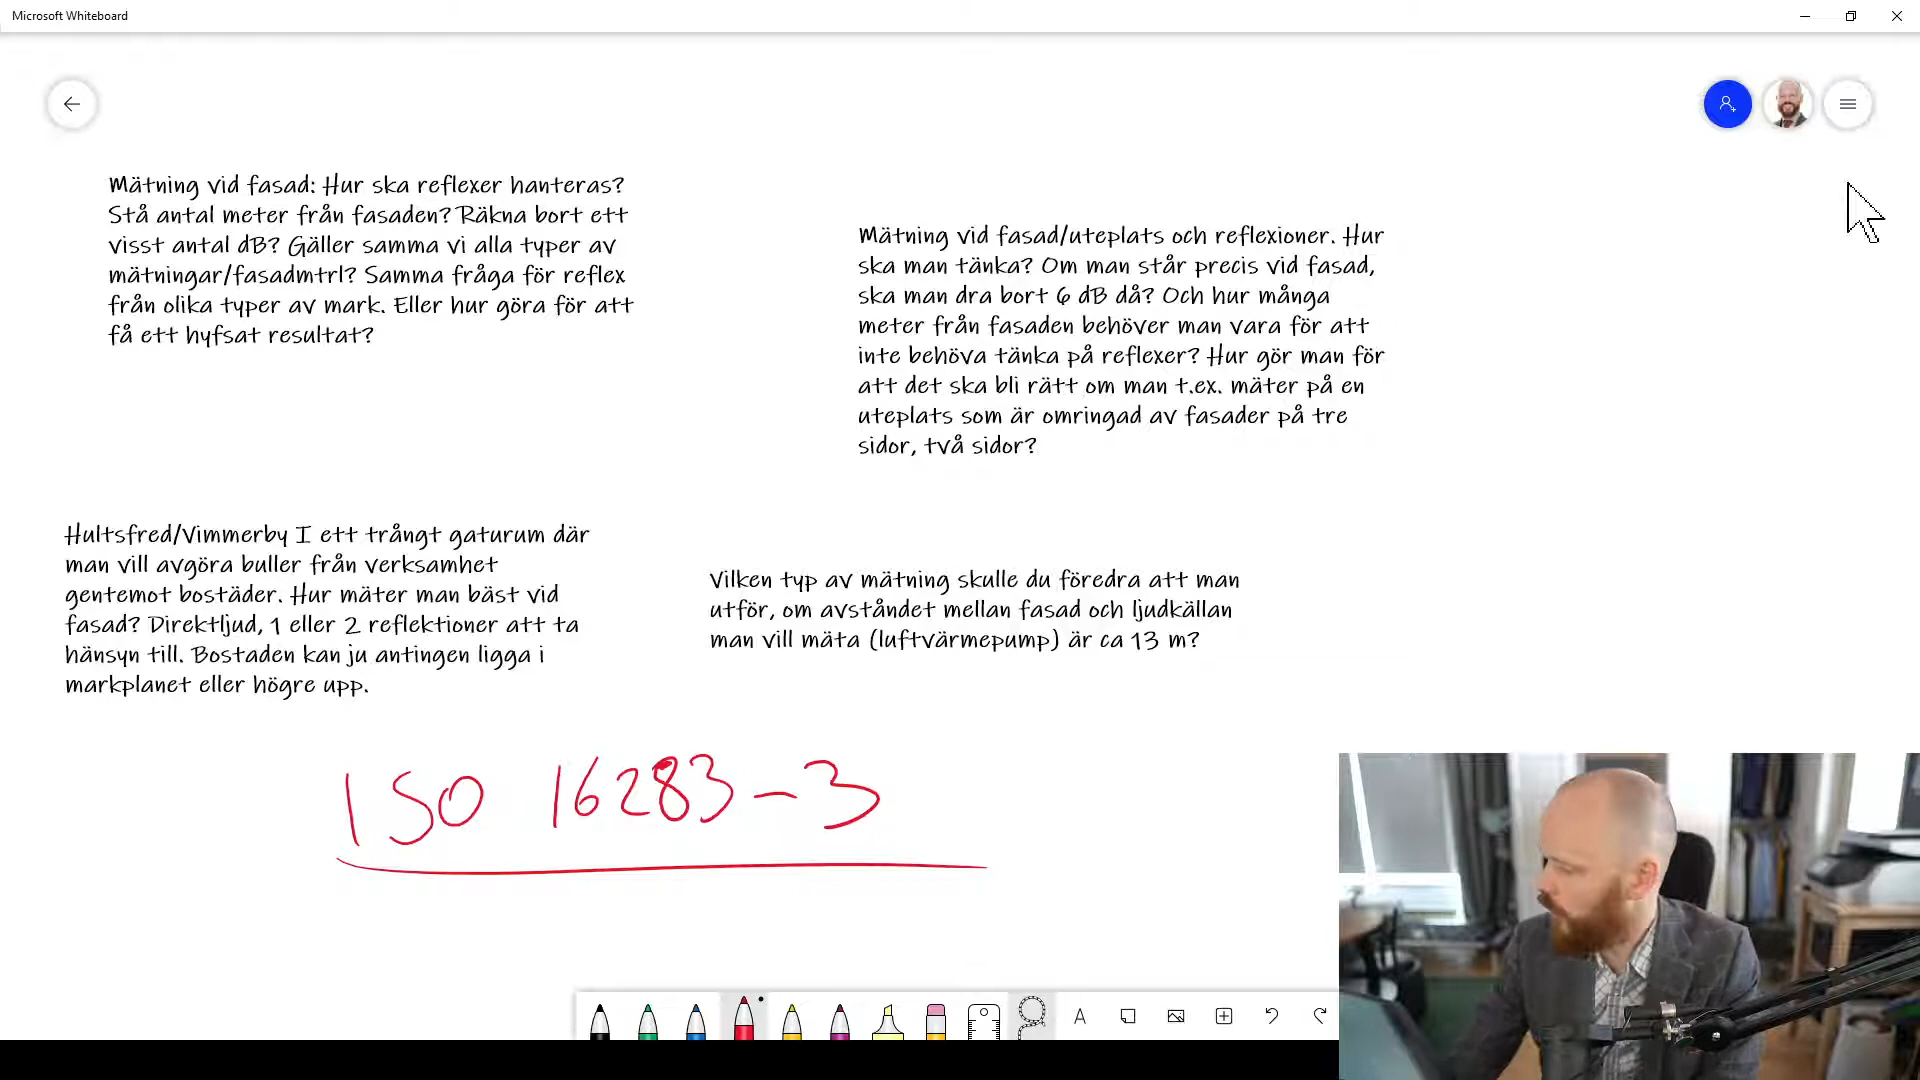 Microsoft Whiteboard
Mätning vid fasad: Hur ska reflexer hanteras?
Stå antal meter från fasaden? Räkna bort ett
visst antal dB? Gäller samma vi alla typer av
mätningar/fasadmtrl? Samma fråga för reflex
från olika typer av mark. Eller hur göra för att
få ett hyfsat resultat?
Mätning vid fasad/uteplats och reflexioner. Hur
ska man tänka? Om man står precis vid fasad,
ska man dra bort 6 dB då? Och hur många
meter från fasaden behöver man vara för att
inte behöva tänka på reflexer? Hur gör man för
att det ska bli rätt om man t.ex. mäter på en
uteplats som är omringad av fasader på tre
sidor, två sidor?
Hultsfred/Vimmerby I ett trångt gaturum där
man vill avgöra buller från verksamhet
gentemot bostäder. Hur mäter man bäst vid
fasad? Direktljud, 1 eller 2 reflektioner att ta
hänsyn till. Bostaden kan ju antingen ligga i
markplanet eller högre upp.
Vilken typ av mätning skulle du föredra att man
utför, om avståndet mellan fasad och ljudkällan
man vill mäta (luftvärmepump) är ca 13 m?
ISO 16283-3
A